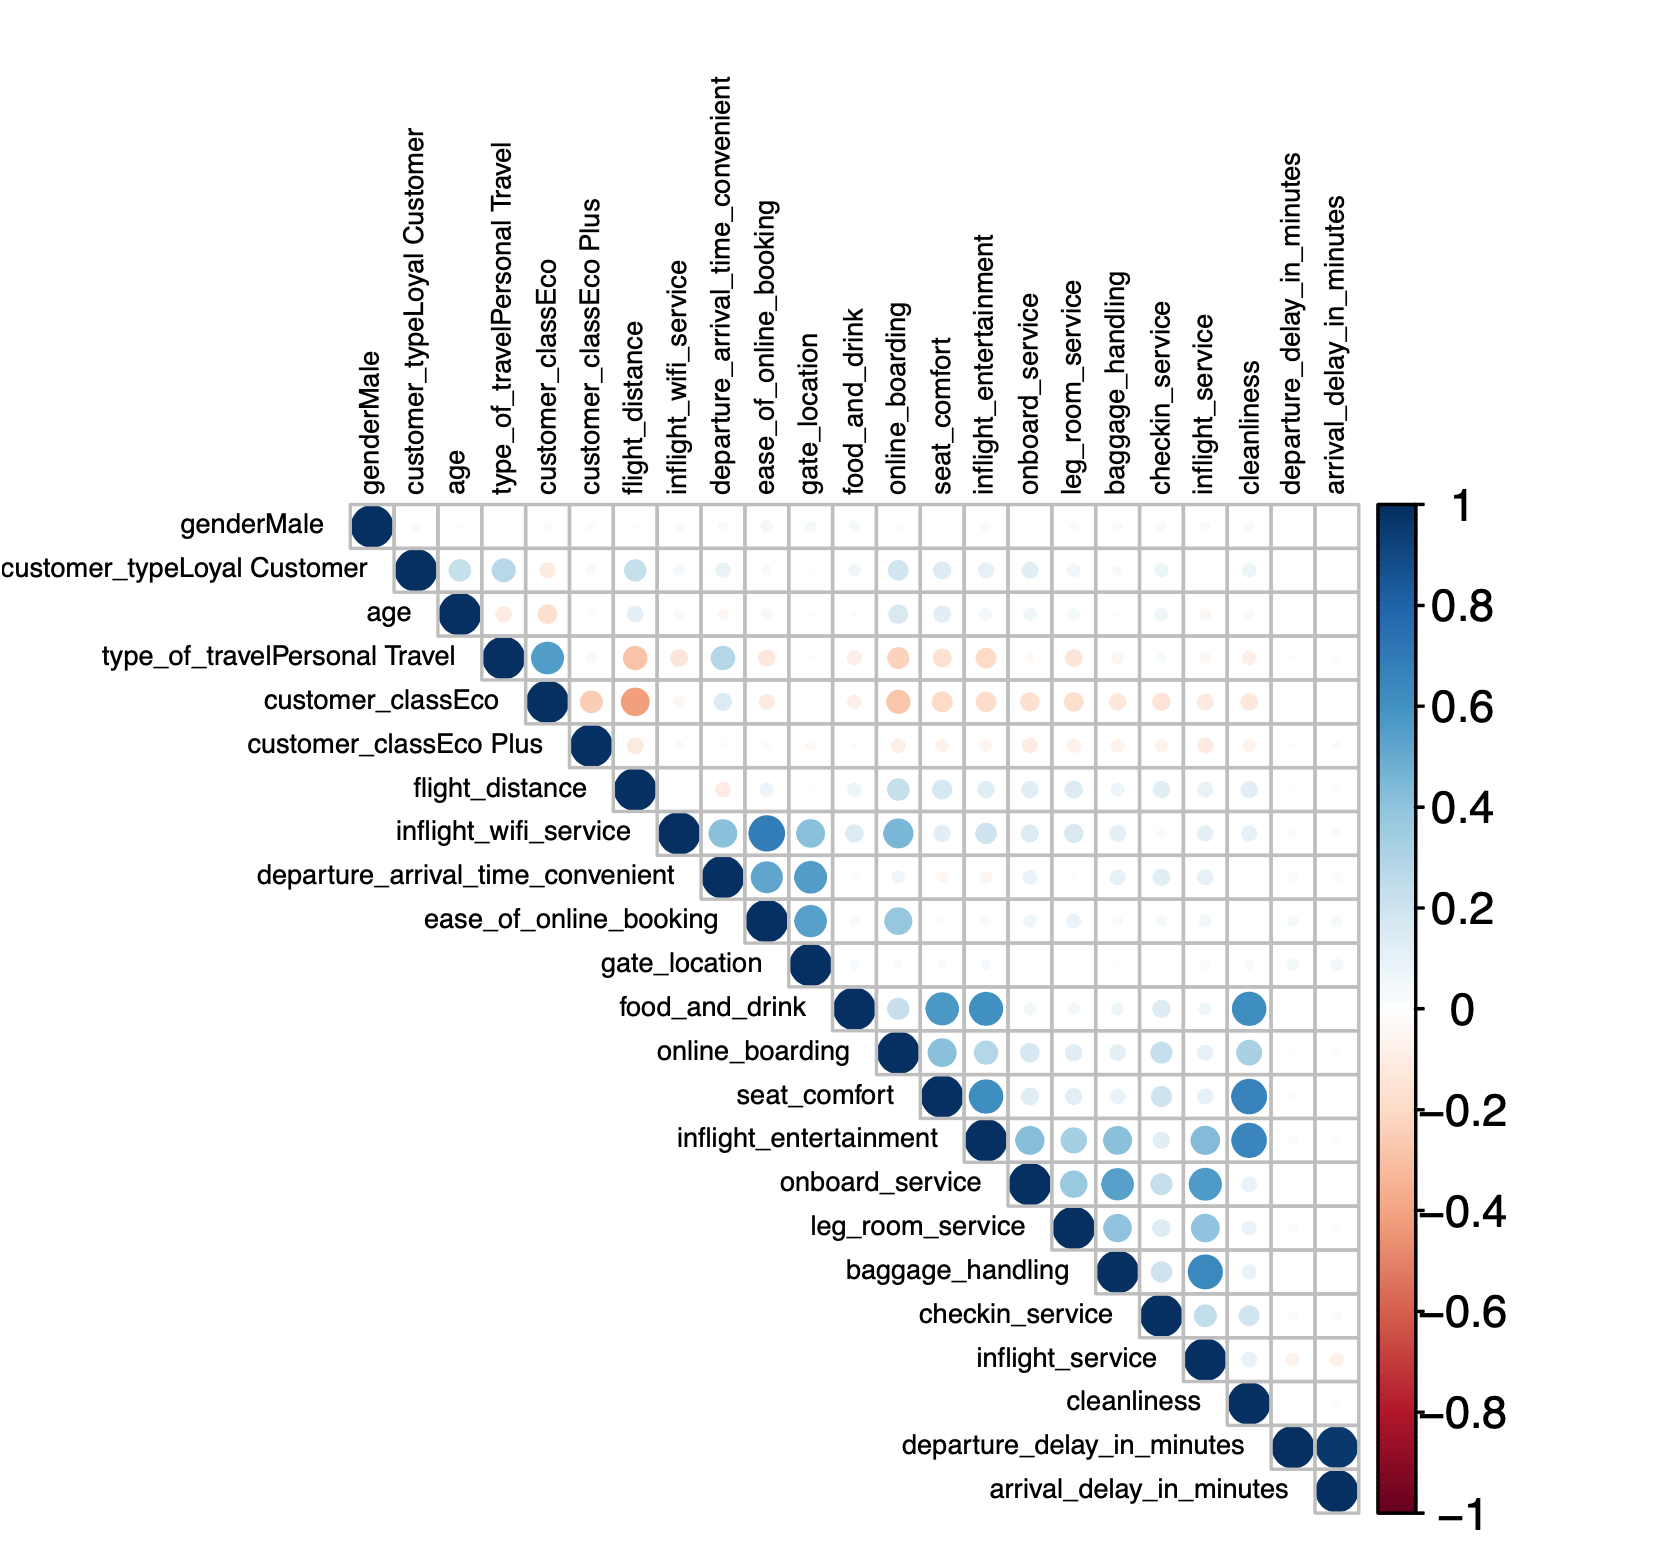 genderMale
customer_typeLoyal Customer
age
type_of_travelPersonal Travel
customer_classEco
customer_classEco Plus
flight_distance
inflight_wifi_service
departure_arrival_time_convenient
ease_of_online_booking
gate_location
food_and_drink
online_boarding
seat_comfort
inflight_entertainment
onboard_service
leg_room_service
baggage_handling
checkin_service
inflight_service
cleanliness
departure_delay_in_minutes
arrival_delay_in_minutes
genderMale
customer_typeLoyal Customer
age
type_of_travelPersonal Travel
customer_classEco
customer_classEco Plus
flight_distance
inflight_wifi_service
departure_arrival_time_convenient
ease_of_online_booking
gate_location
food_and_drink
online_boarding
seat_comfort
inflight_entertainment
onboard_service
leg_room_service
baggage_handling
checkin_service
inflight_service
cleanliness
departure_delay_in_minutes
arrival_delay_in_minutes
1
0.8
0.6
0.4
0.2
0
−0.2
−0.4
−0.6
−0.8
−1